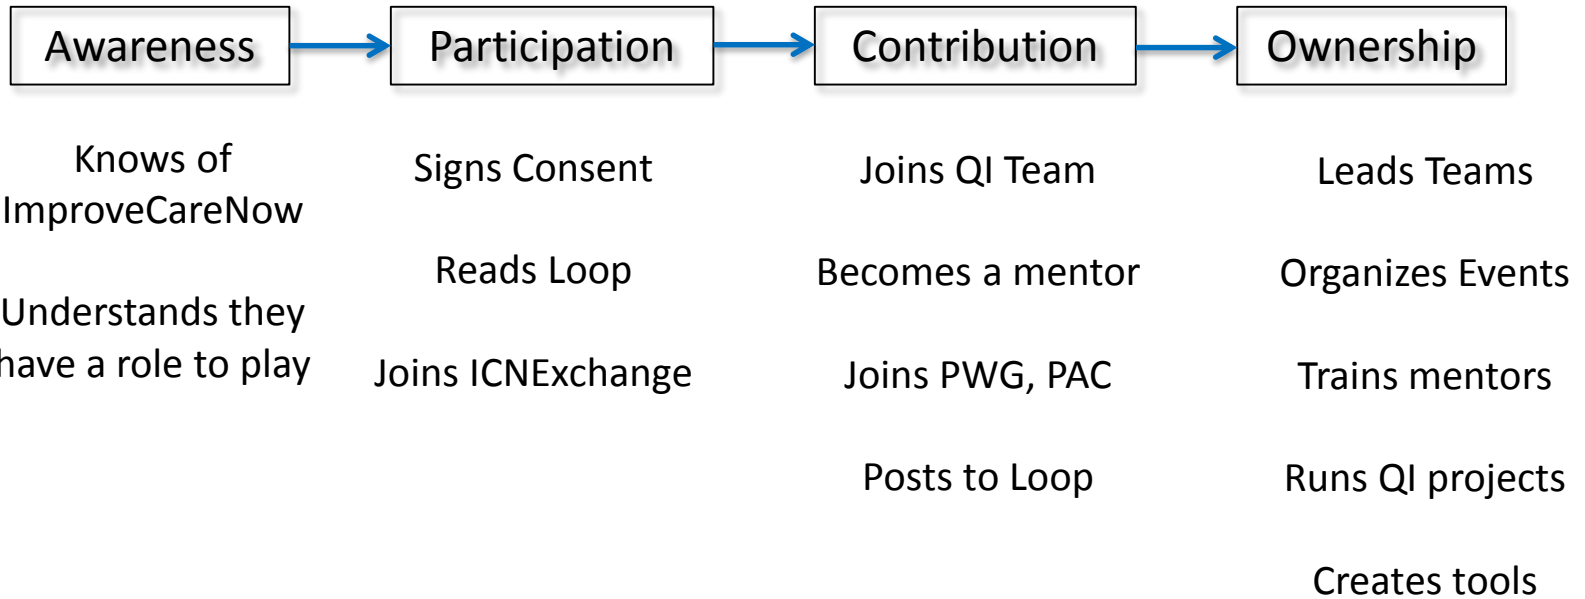 Awareness
Participation
Contribution
Ownership
Knows of
ImproveCareNow
Understands they
have a role to play
Signs Consent
Reads Loop
Joins ICNExchange
Joins QI Team
Becomes a mentor
Joins PWG, PAC
Posts to Loop
Leads Teams
Organizes Events
Trains mentors
Runs QI projects
Creates tools